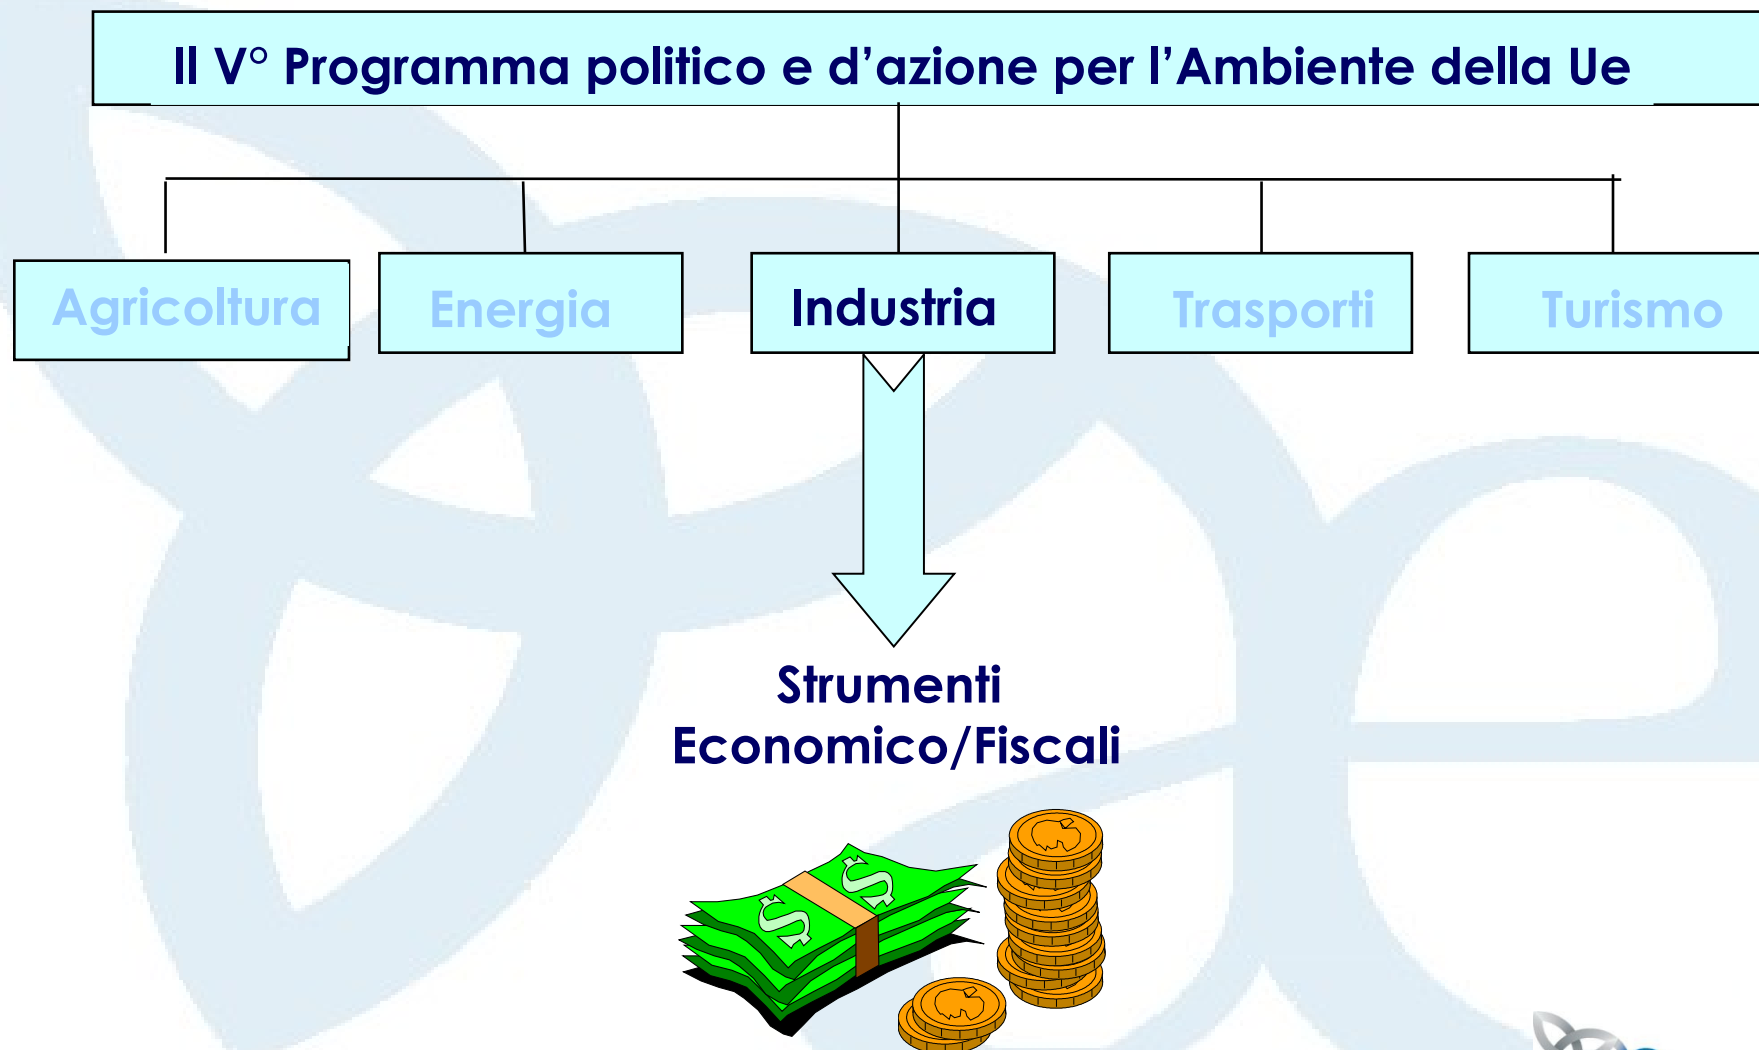 Il V° Programma politico e d’azione per l’Ambiente della Ue
Agricoltura
Energia
Industria
Trasporti
Turismo
Strumenti
Economico/Fiscali
$ $